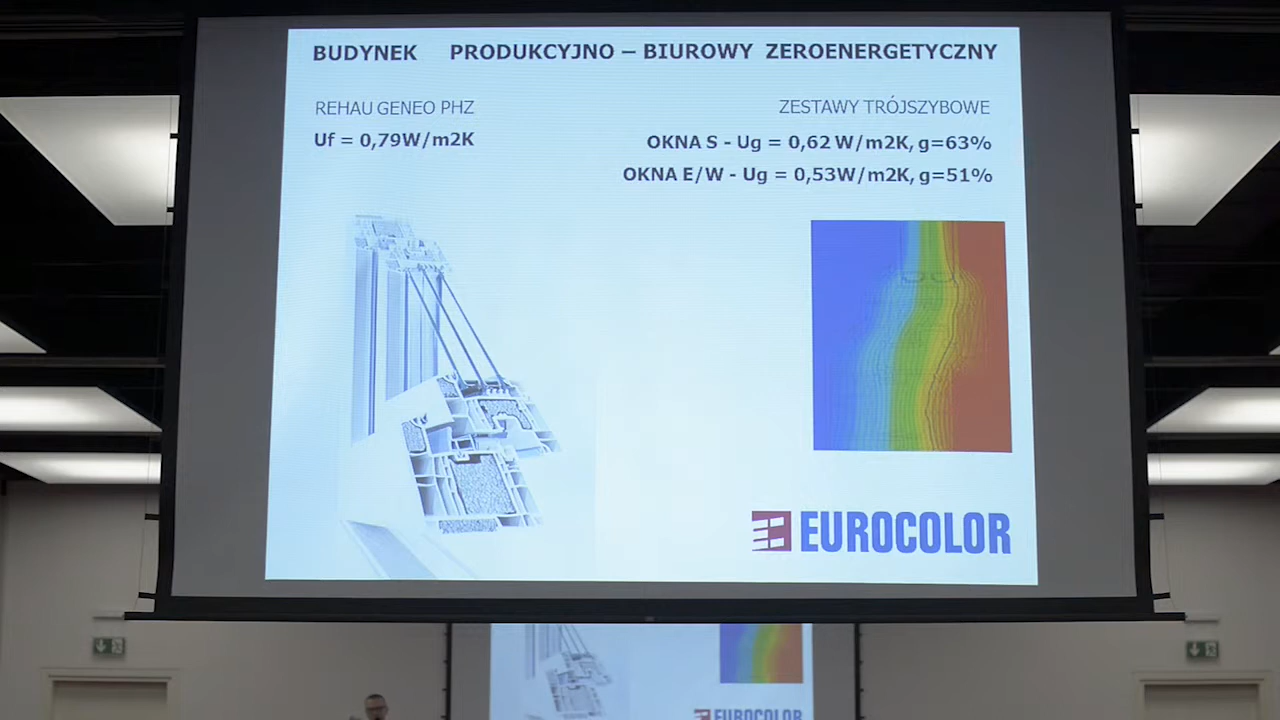 BUDYNEK PRODUKCYJNO – BIUROWY ZEROENERGETYCZNY
REHAU GENEO PHZ
Uf = 0,79W/m2K
ZESTAWY TRÓJSZYBOWE
OKNA S - Ug = 0,62 W/m2K, g=63%
OKNA E/W - Ug = 0,53W/m2K, g=51%
EUROCOLOR
EUROCOLOR